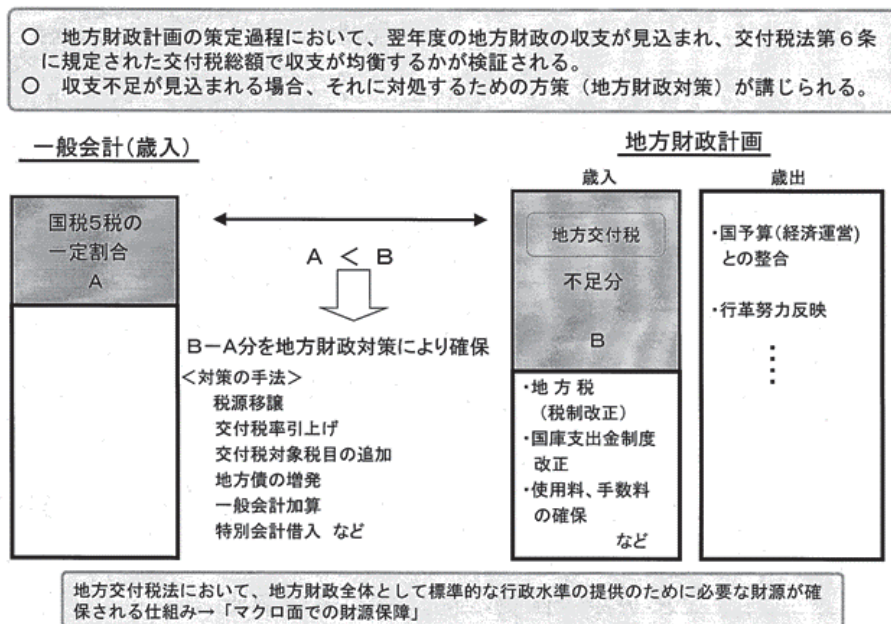 ○　地方財政計画の策定過程において、翌年度の地方財政の収支が見込まれ、交付税法第６条
に規定された交付税総額で収支が均衡するかが検証される。
○　収支不足が見込まれる場合、それに対処するための方策（地方財政対策）が講じられる。
一般会計（歳入）
地方財政計画
歳入
歳出
国税５税の
一定割合
Ａ
Ａ ＜ Ｂ
Ｂ－Ａ分を地方財政対策により確保
＜対策の手法＞
税源移譲
交付税率引上げ
交付税対象税目の追加
地方債の増発
一般会計加算
特別会計借入 など
地方交付税
不足分
Ｂ
・地 方 税
（税制改正）
・国庫支出金制度
改正
・使用料、手数料
の確保
など
・国予算（経済運営）
との整合
・行革努力反映
地方交付税法において、地方財政全体として標準的な行政水準の提供のために必要な財源が確
保される仕組み→「マクロ面での財源保障」